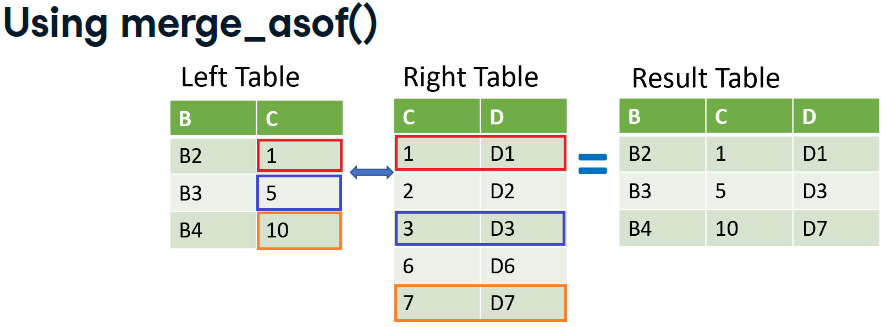 Using merge_asof()
Left Table Right Table Result Table
B C C D B C D
B2 1 1 D1 B2 1 D1
B3 5 2 D2 B3 5 D3
B4 10 3 D3 B4 10 D7
6 D6
7 D7